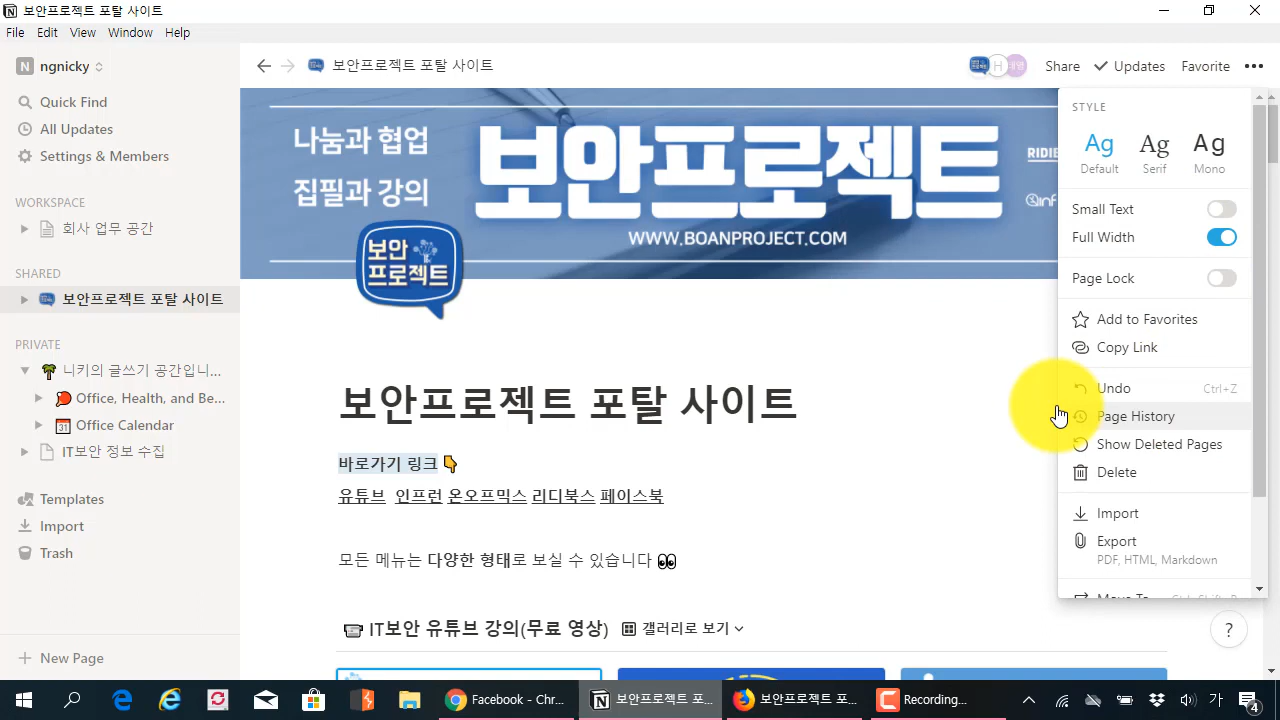 보안프로젝트 포탈 사이트
File Edit View Window Help
N ngnicky
Quick Find
All Updates
Settings & Members
WORKSPACE
회사 업무 공간
SHARED
보안프로젝트 포탈 사이트
PRIVATE
니키의 글쓰기 공간입니...
Office, Health, and Be...
Office Calendar
IT보안 정보 수집
Templates
Import
Trash
New Page
보안프로젝트 포탈 사이트
H
Share Updates Favorite
나눔과 협업
집필과 강의
보안프로젝트
WWW.BOANPROJECT.COM
RIDIE
보안
프로젝트
보안프로젝트 포탈 사이트
바로가기 링크
유튜브 인프런 온오프믹스 리디북스 페이스북
모든 메뉴는 다양한 형태로 보실 수 있습니다
IT보안 유튜브 강의(무료 영상) 갤러리로 보기
STYLE
Ag Ag Ag
Default Serif Mono
Small Text
Full Width
Page Lock
Add to Favorites
Copy Link
Undo Ctrl+Z
Page History
Show Deleted Pages
Delete
Import
Export
PDF, HTML, Markdown
Move To
?
Facebook - Chr...
보안프로젝트 포...
보안프로젝트 포...
Recording...
가
4